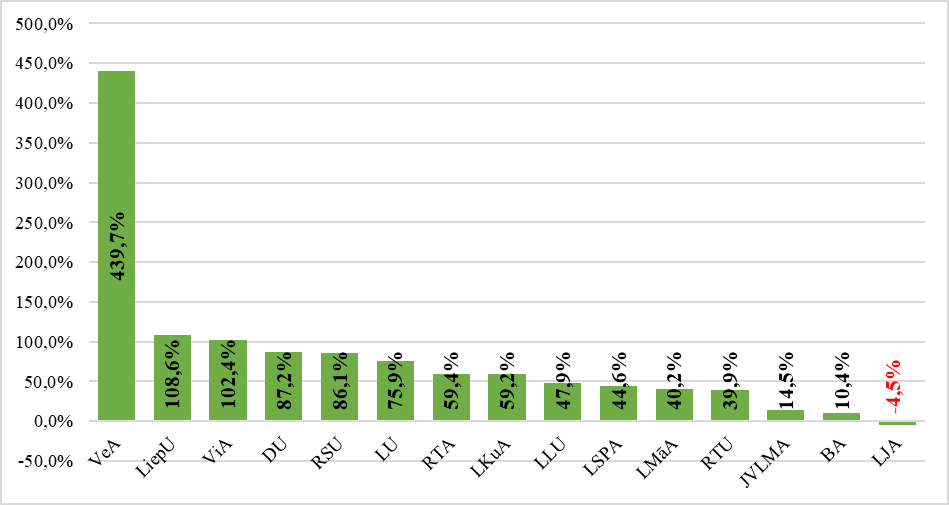 500,0%
450,0%
400,0%
350,0%
300,0%
250,0%
200,0%
150,0%
100,0%
50,0%
0,0%
-50,0%
439,7%
108,6%
102,4%
87,2%
86,1%
75,9%
59,4%
59,2%
47,9%
44,6%
40,2%
39,9%
14,5%
10,4%
-4,5%
VeA
LiepU
ViA
DU
RSU
LU
RTA
LKuA
LLU
LSPA
LMāA
RTU
JVLMA
BA
LJA